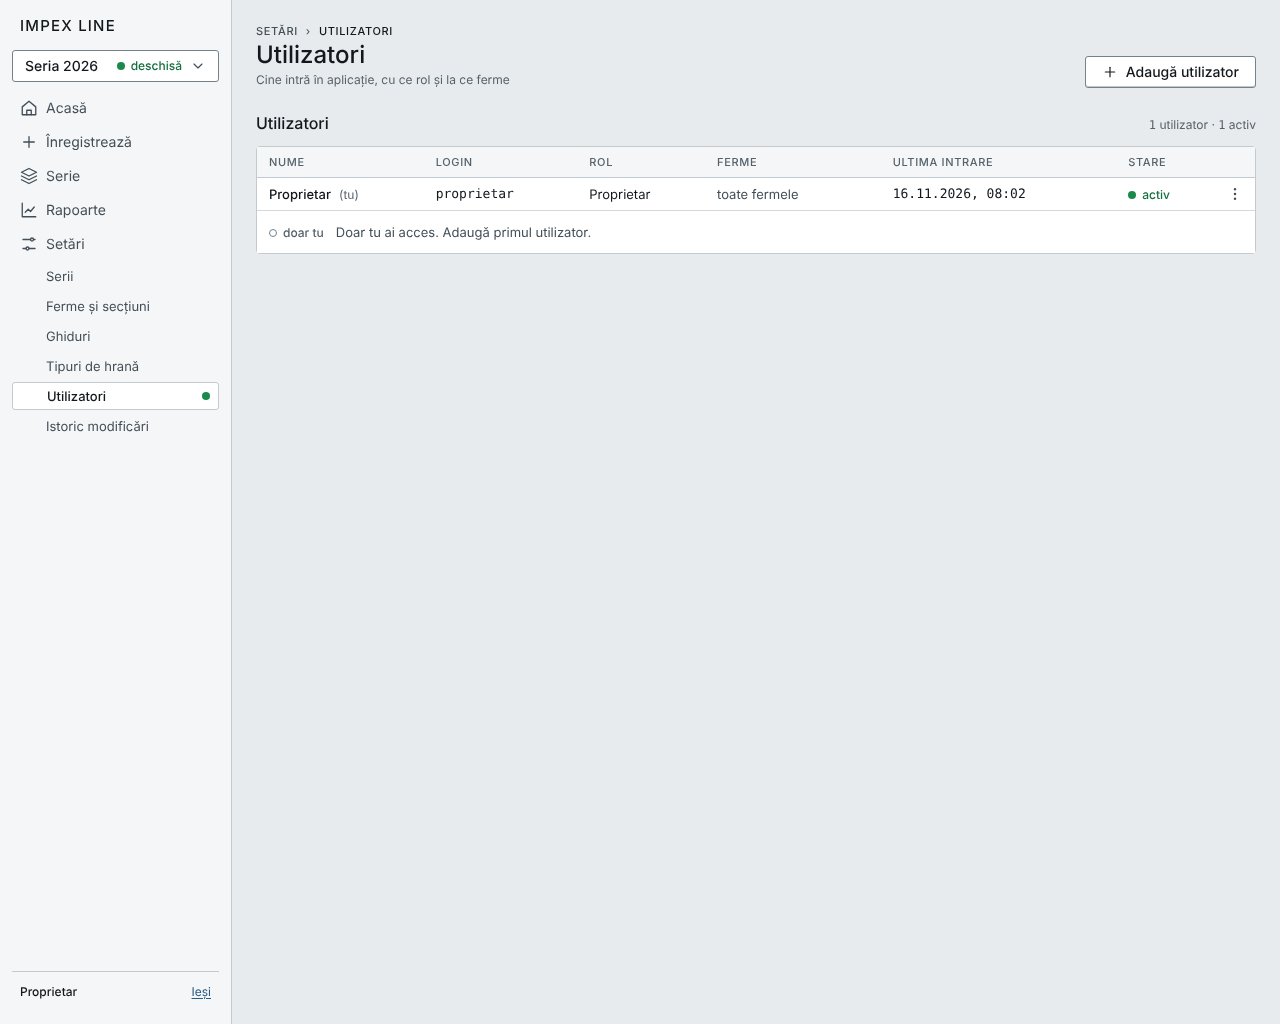 IMPEX LINE
Seria 2026 deschisă
Acasă
Înregistrează
Serie
Rapoarte
Setări
Serii
Ferme și secțiuni
Ghiduri
Tipuri de hrană
Utilizatori
Istoric modificări
Proprietar Ieși
SETĂRI › UTILIZATORI
Utilizatori
Cine intră în aplicație, cu ce rol și la ce ferme
Adaugă utilizator
Utilizatori 1 utilizator · 1 activ
NUME LOGIN ROL FERME ULTIMA INTRARE STARE
Proprietar (tu) proprietar Proprietar toate fermele 16.11.2026, 08:02 activ
doar tu Doar tu ai acces. Adaugă primul utilizator.